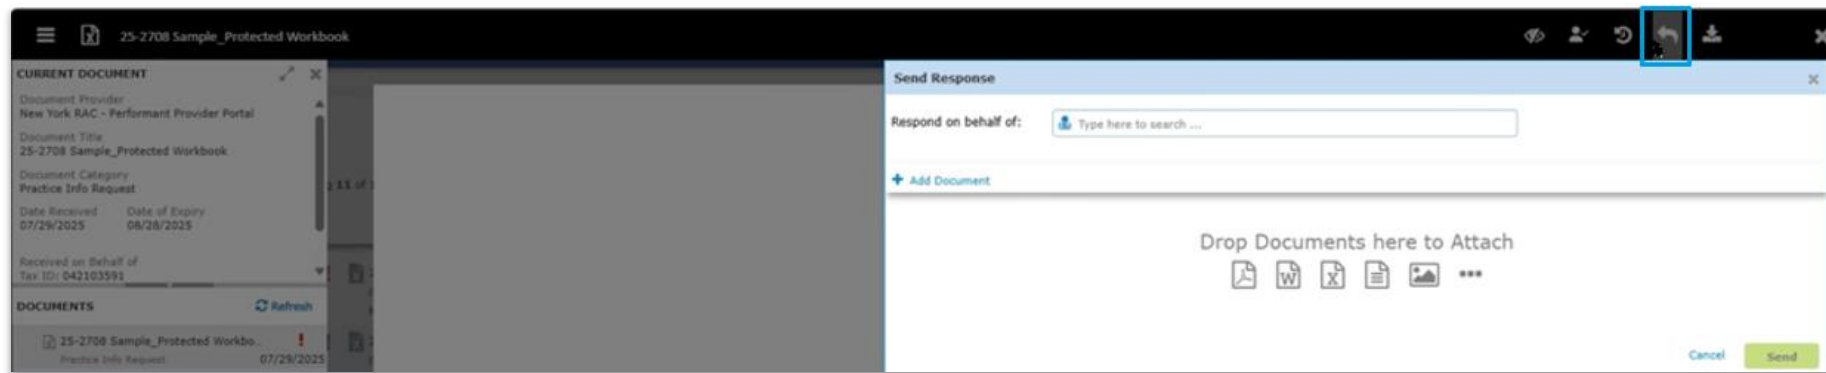 25-2708 Sample_Protected Workbook
CURRENT DOCUMENT
Document Provider
New York RAC - Performant Provider Portal
Document Title
25-2708 Sample_Protected Workbook
Document Category
Practice Info Request
Date Received Date of Expiry
07/29/2025 08/28/2025
Received on Behalf of
Tax ID: 042103591
DOCUMENTS Refresh
25-2708 Sample_Protected Workbo..
Practice Info Request 07/29/2025
11 of
Send Response
Respond on behalf of: Type here to search ...
+ Add Document
Drop Documents here to Attach
Cancel Send